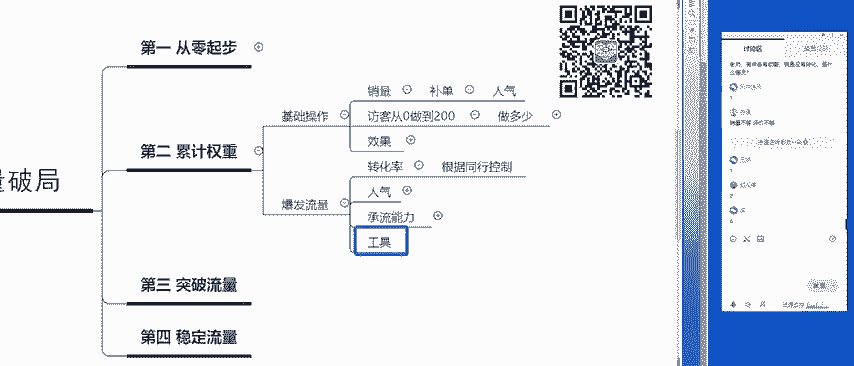 第一 从零起步
销量 补单 人气
基础操作 访客从0做到200 做多少
效果
第二 累计权重
转化率 根据同行控制
量破局
人气
爆发流量
承流能力
工具
第三 突破流量
第四 稳定流量
讨论区